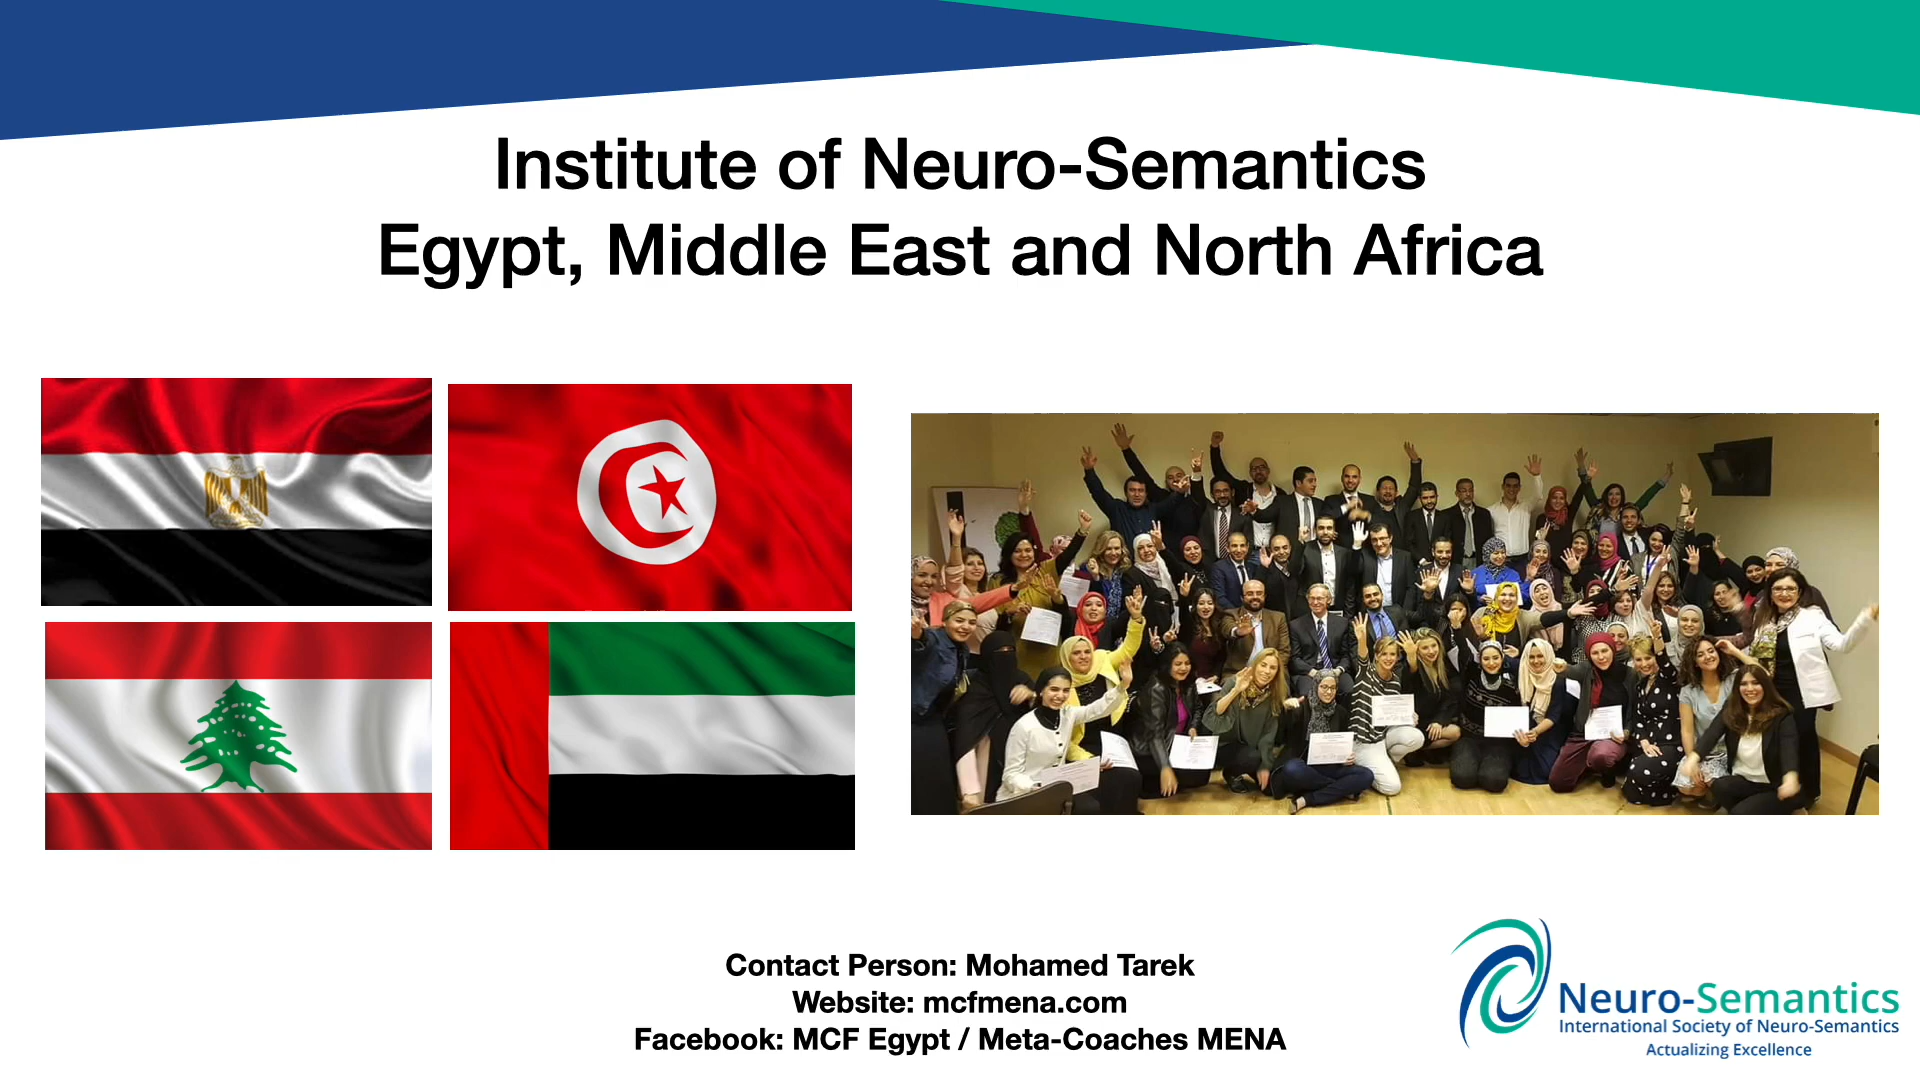 Institute of Neuro-Semantics
Egypt, Middle East and North Africa
Contact Person: Mohamed Tarek
Website: mcfmena.com
Facebook: MCF Egypt / Meta-Coaches MENA
Neuro-Semantics
International Society of Neuro-Semantics
Actualizing Excellence